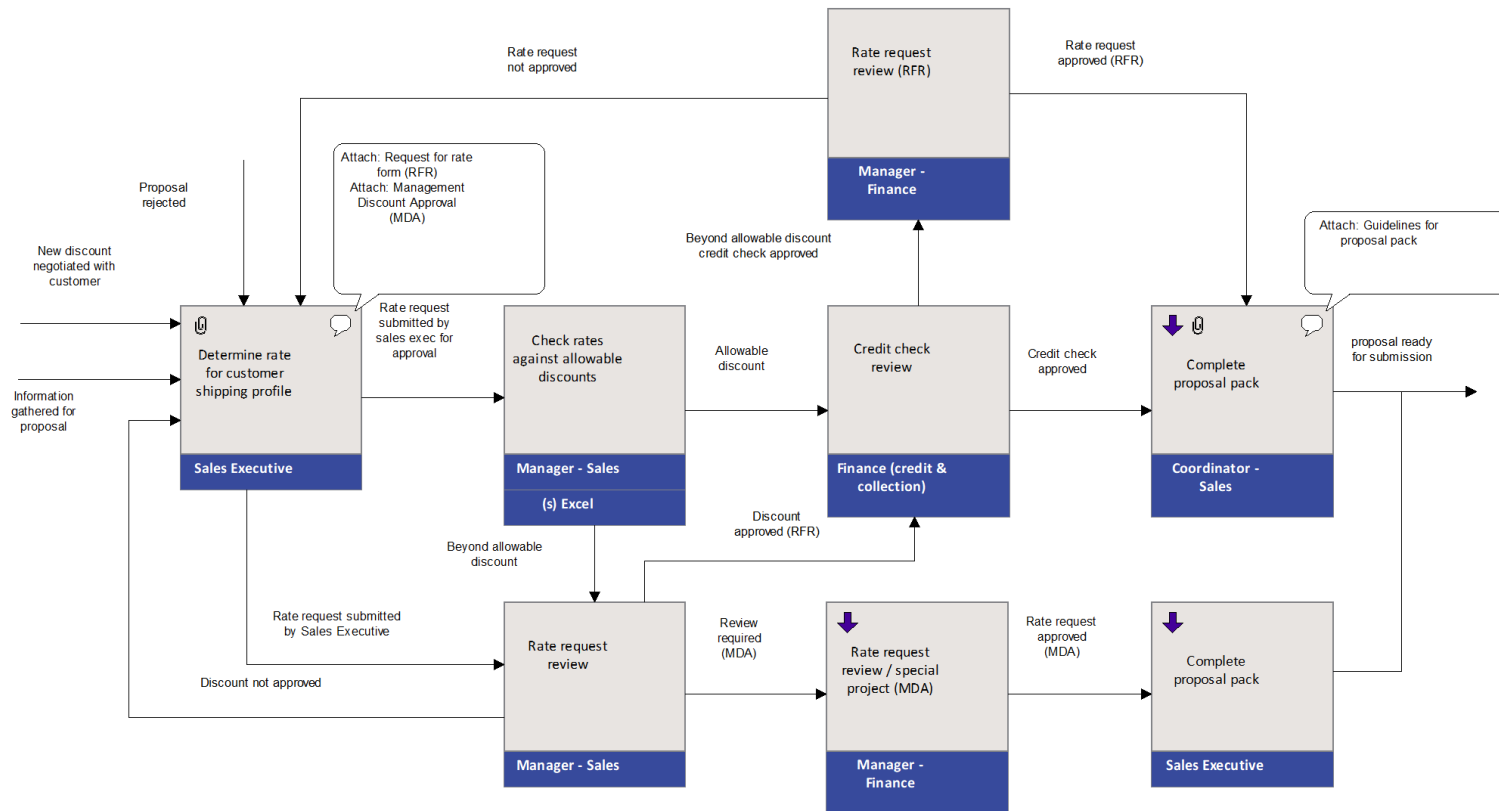 Rate request
not approved
Rate request
review (RFR)
Manager -
Finance
Rate request
approved (RFR)
Proposal
rejected
Attach: Request for rate
form (RFR)
Attach: Management
Discount Approval
(MDA)
New discount
negotiated with
customer
Information
gathered for
proposal
Beyond allowable discount
credit check approved
Attach: Guidelines for
proposal pack
Determine rate
for customer
shipping profile
Sales Executive
Rate request
submitted by
sales exec for
approval
Check rates
against allowable
discounts
Manager - Sales
(s) Excel
Allowable
discount
Credit check
review
Finance (credit &
collection)
Credit check
approved
Complete
proposal pack
Coordinator -
Sales
proposal ready
for submission
Beyond allowable
discount
Discount
approved (RFR)
Rate request submitted
by Sales Executive
Discount not approved
Rate request
review
Manager - Sales
Review
required
(MDA)
Rate request
review / special
project (MDA)
Manager -
Finance
Rate request
approved
(MDA)
Complete
proposal pack
Sales Executive